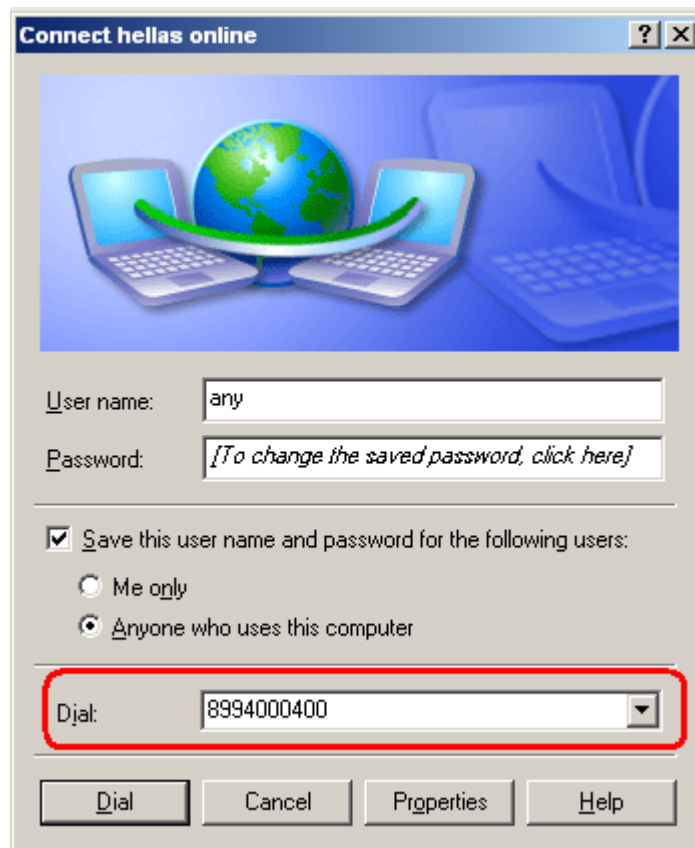 Connect hellas online
User name: any
Password: [To change the saved password, click here]
Save this user name and password for the following users:
Me only
Anyone who uses this computer
Dial: 8994000400
Dial Cancel Properties Help